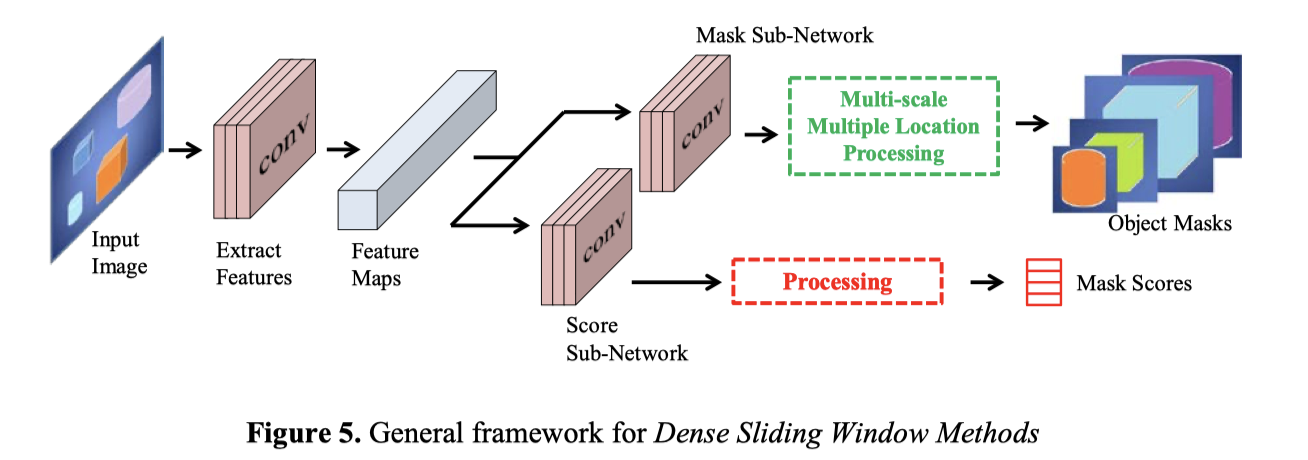 Mask Sub-Network
conv
conv
Multi-scale
Multiple Location
Processing
Input
Image
Extract
Features
Feature
Maps
conv
Object Masks
Processing
Mask Scores
Score
Sub-Network
Figure 5. General framework for Dense Sliding Window Methods